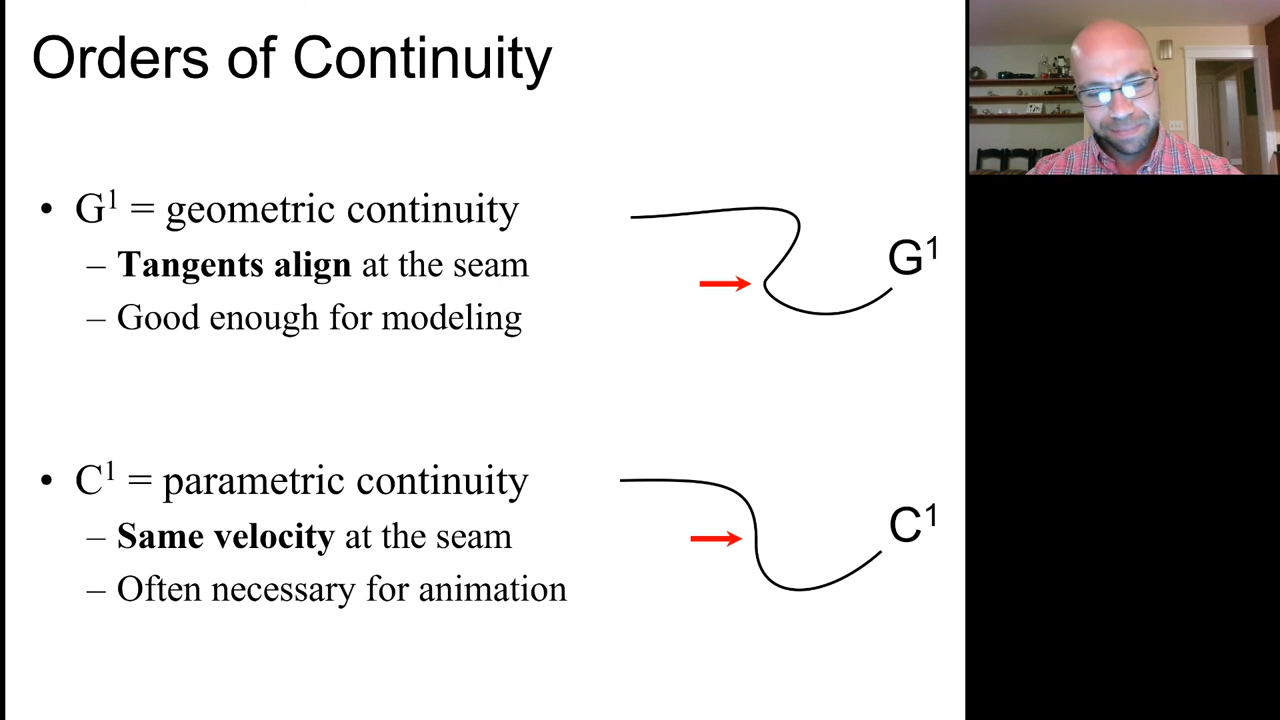 Orders of Continuity
• G¹ = geometric continuity
– Tangents align at the seam
– Good enough for modeling
G¹
• C¹ = parametric continuity
– Same velocity at the seam
– Often necessary for animation
C¹